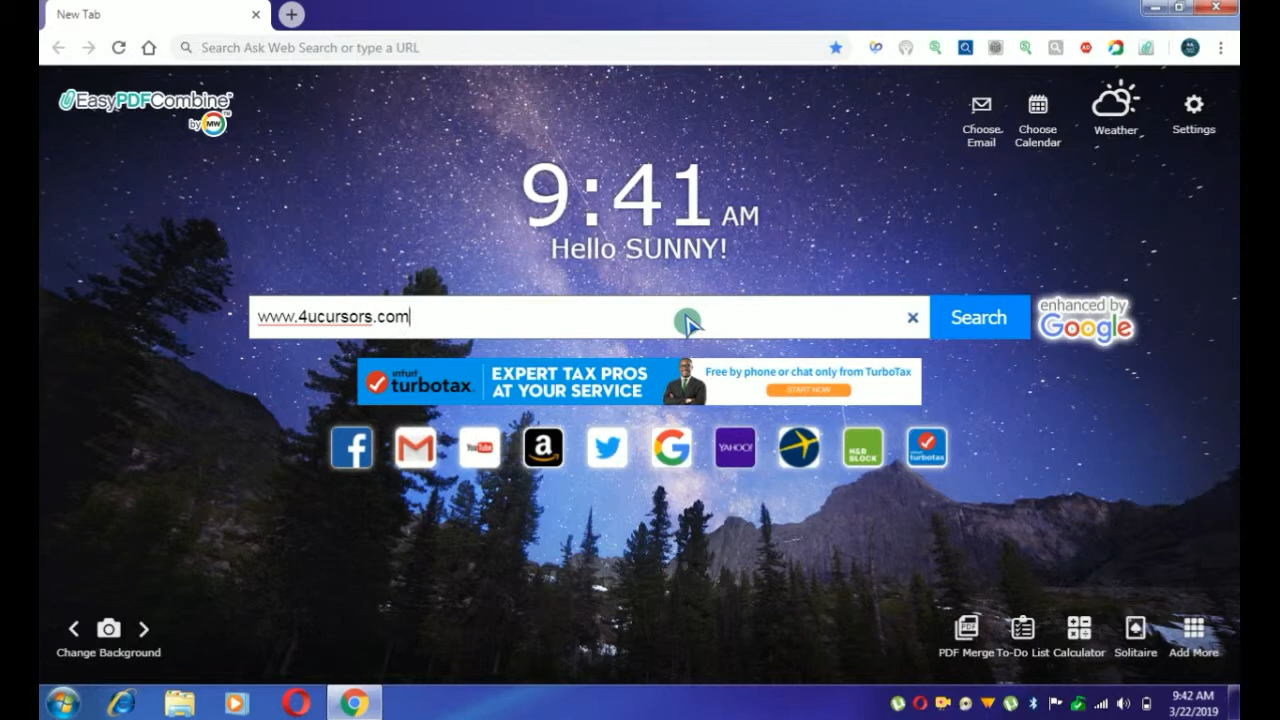 New Tab
Search Ask Web Search or type a URL
EasyPDFCombine™
by MW
Choose Email
Choose Calendar
Weather
Settings
9:41 AM
Hello SUNNY!
www.4ucursors.com
Search
enhanced by
Google
intuit
turbotax
EXPERT TAX PROS
AT YOUR SERVICE
Free by phone or chat only from TurboTax
START NOW
YouTube
YAHOO!
H&R
BLOCK
turbotax
Change Background
PDF
PDF Merge
To-Do List
Calculator
Solitaire
Add More
9:42 AM
3/22/2019